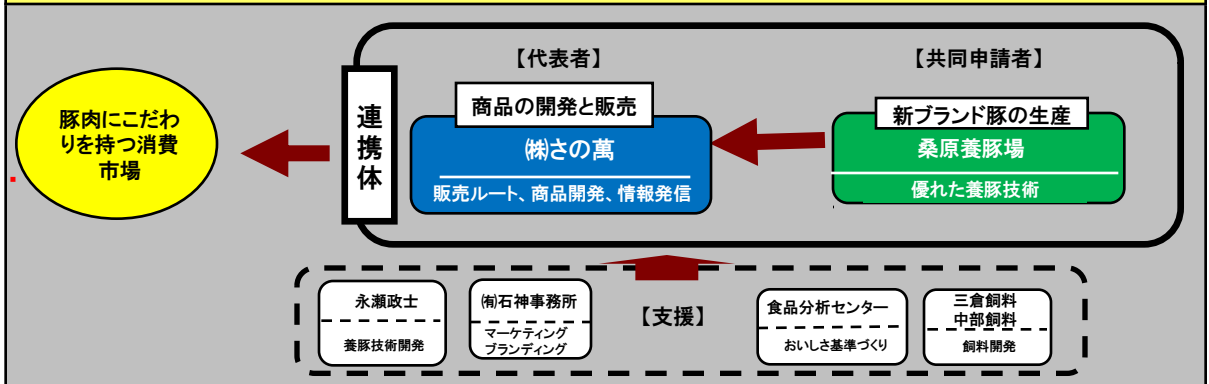 【代表者】
【共同申請者】
豚肉にこだわ
りを持つ消費
市場
連携体
商品の開発と販売
㈱さの萬
販売ルート、商品開発、情報発信
新ブランド豚の生産
桑原養豚場
優れた養豚技術
永瀬政士
養豚技術開発
㈲石神事務所
マーケティング
ブランディング
【支援】
食品分析センター
おいしさ基準づくり
三倉飼料
中部飼料
飼料開発